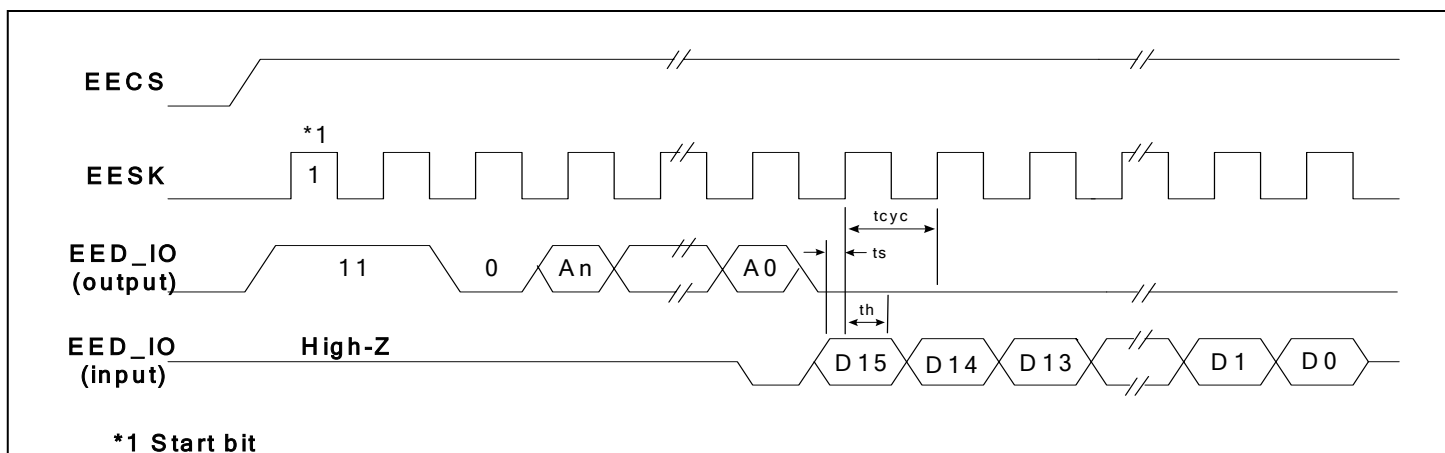 EECS
*1
EESK
1
tcyc
ts
EED_IO
(output)
11
0
An
A0
th
EED_IO
(input)
High-Z
D15
D14
D13
D1
D0
*1 Start bit